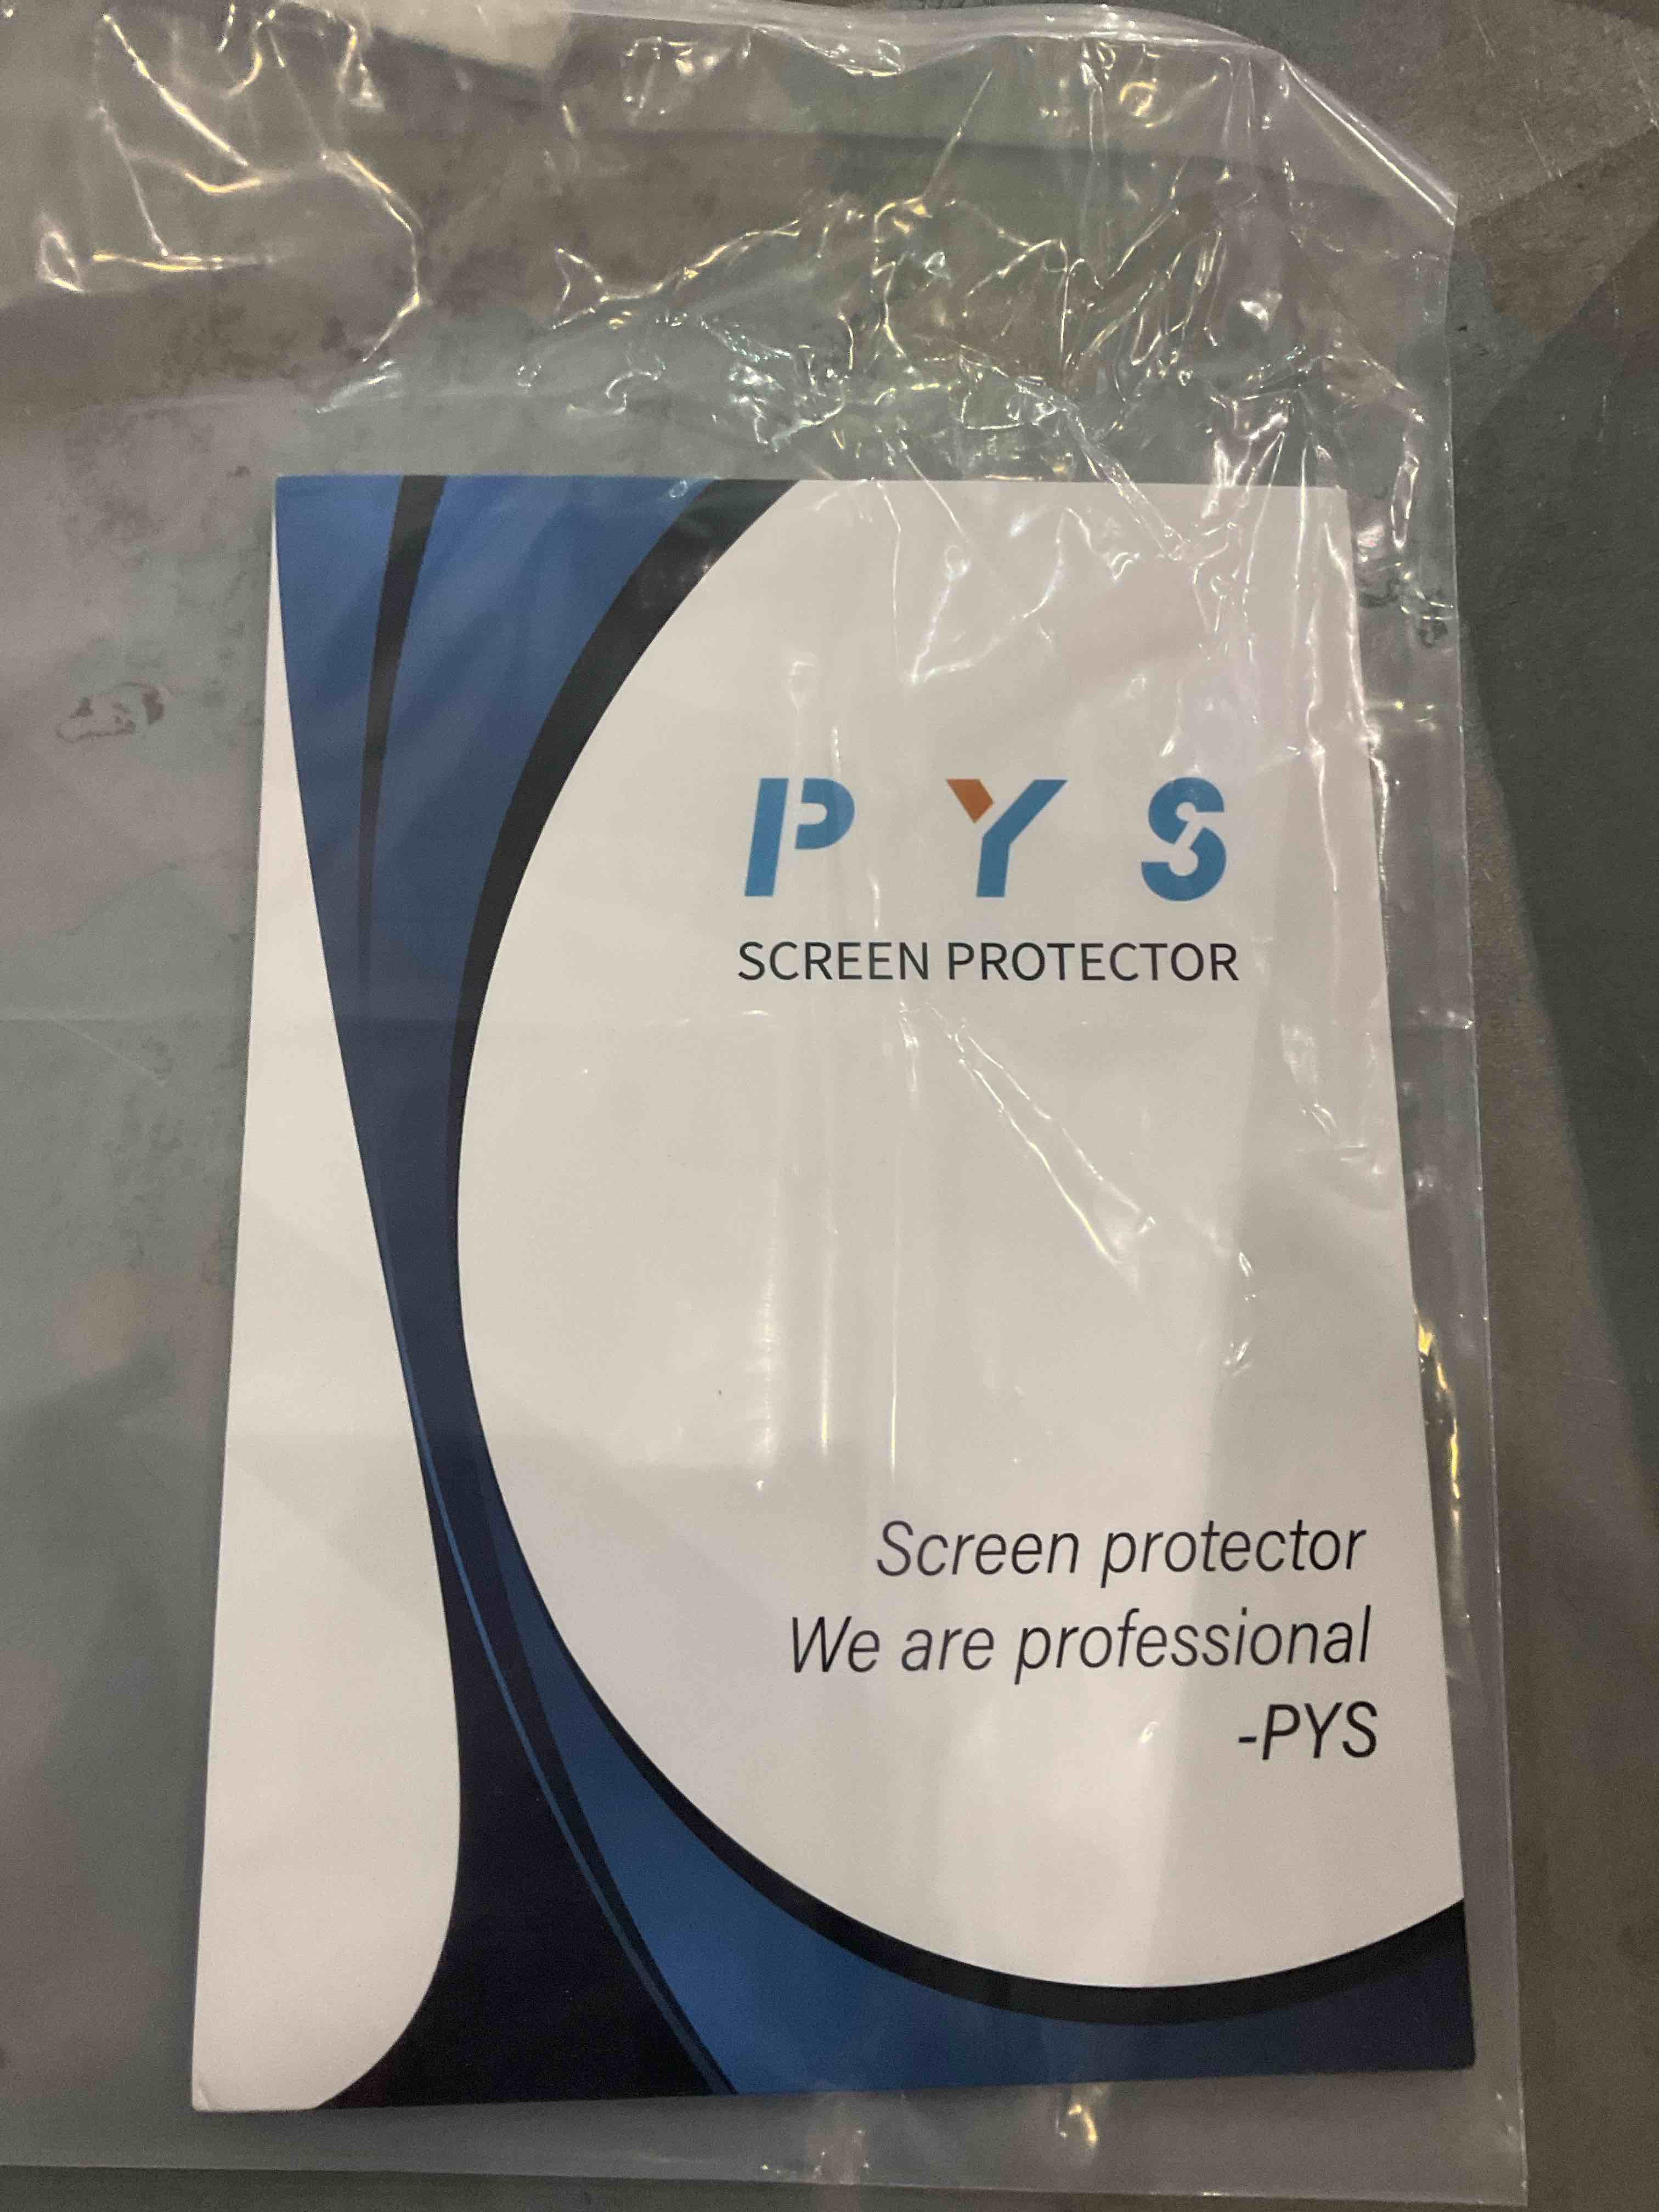 PYS
SCREEN PROTECTOR
Screen protector
We are professional
-PYS